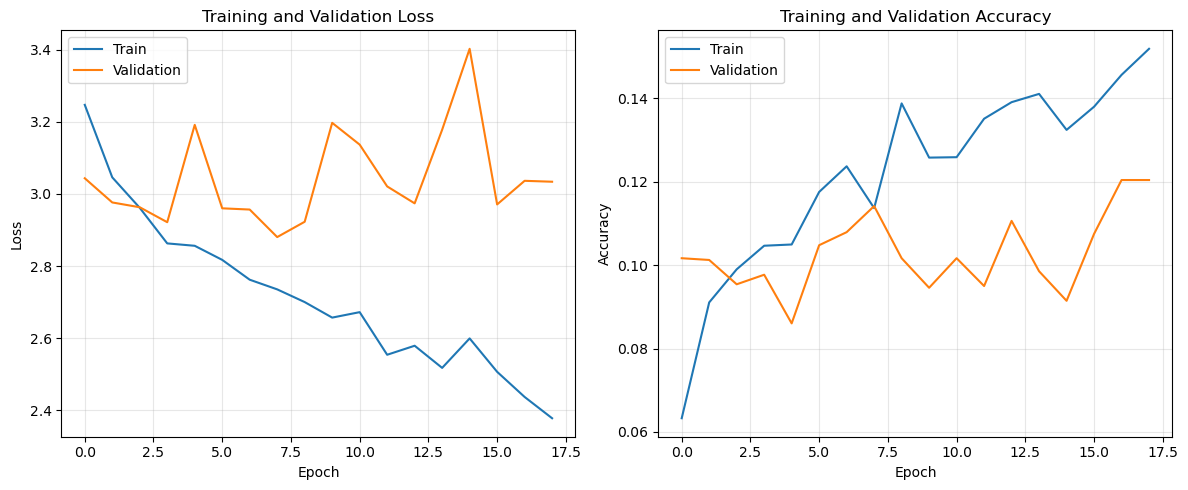 Training and Validation Loss
Train
Validation
3.4
3.2
3.0
2.8
2.6
2.4
Loss
0.0 2.5 5.0 7.5 10.0 12.5 15.0 17.5
Epoch
Training and Validation Accuracy
Train
Validation
0.14
0.12
0.10
0.08
0.06
Accuracy
0.0 2.5 5.0 7.5 10.0 12.5 15.0 17.5
Epoch